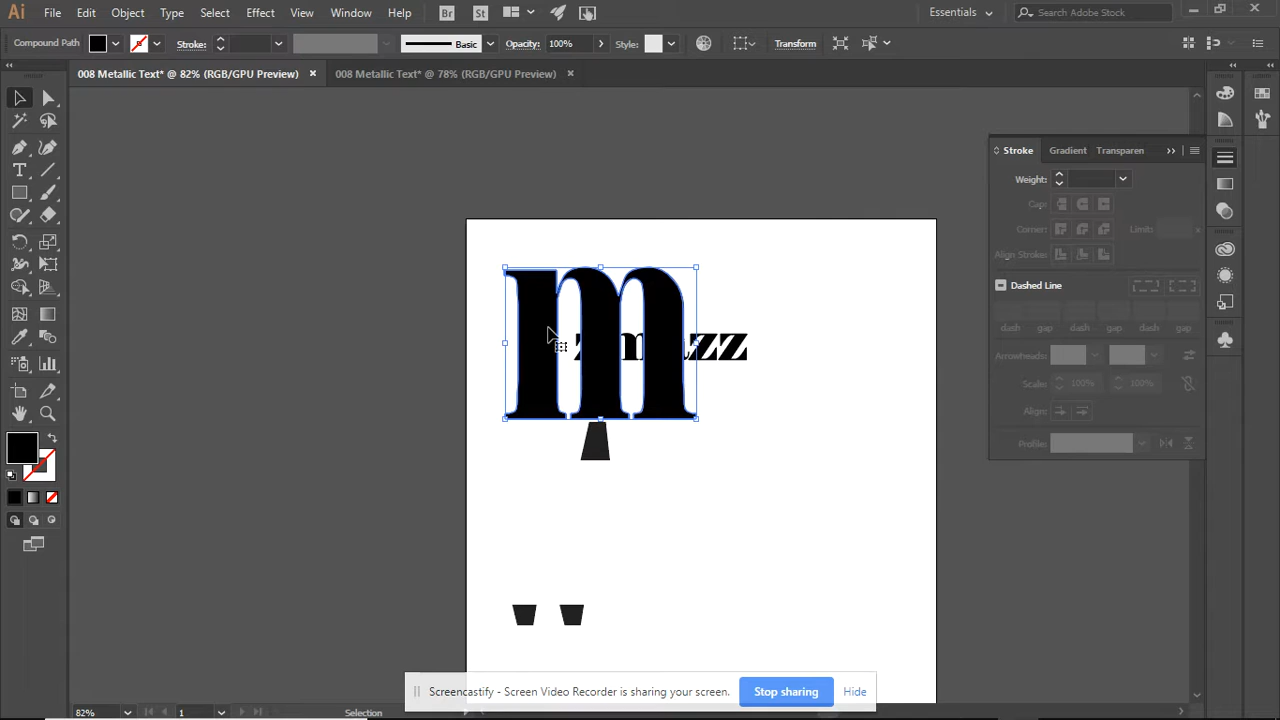 Ai File Edit Object Type Select Effect View Window Help Br St Essentials Search Adobe Stock
Compound Path Stroke: Basic Opacity: 100% Style: Transform
008 Metallic Text* @ 82% (RGB/GPU Preview) 008 Metallic Text* @ 78% (RGB/GPU Preview)
Stroke Gradient Transparen
Weight:
Cap:
Corner: Limit:
Align Stroke:
Dashed Line
dash gap dash gap dash gap
Arrowheads:
Scale: 100% 100%
Align:
Profile:
m
zz
Screencastify - Screen Video Recorder is sharing your screen. Stop sharing Hide
82% 1 Selection